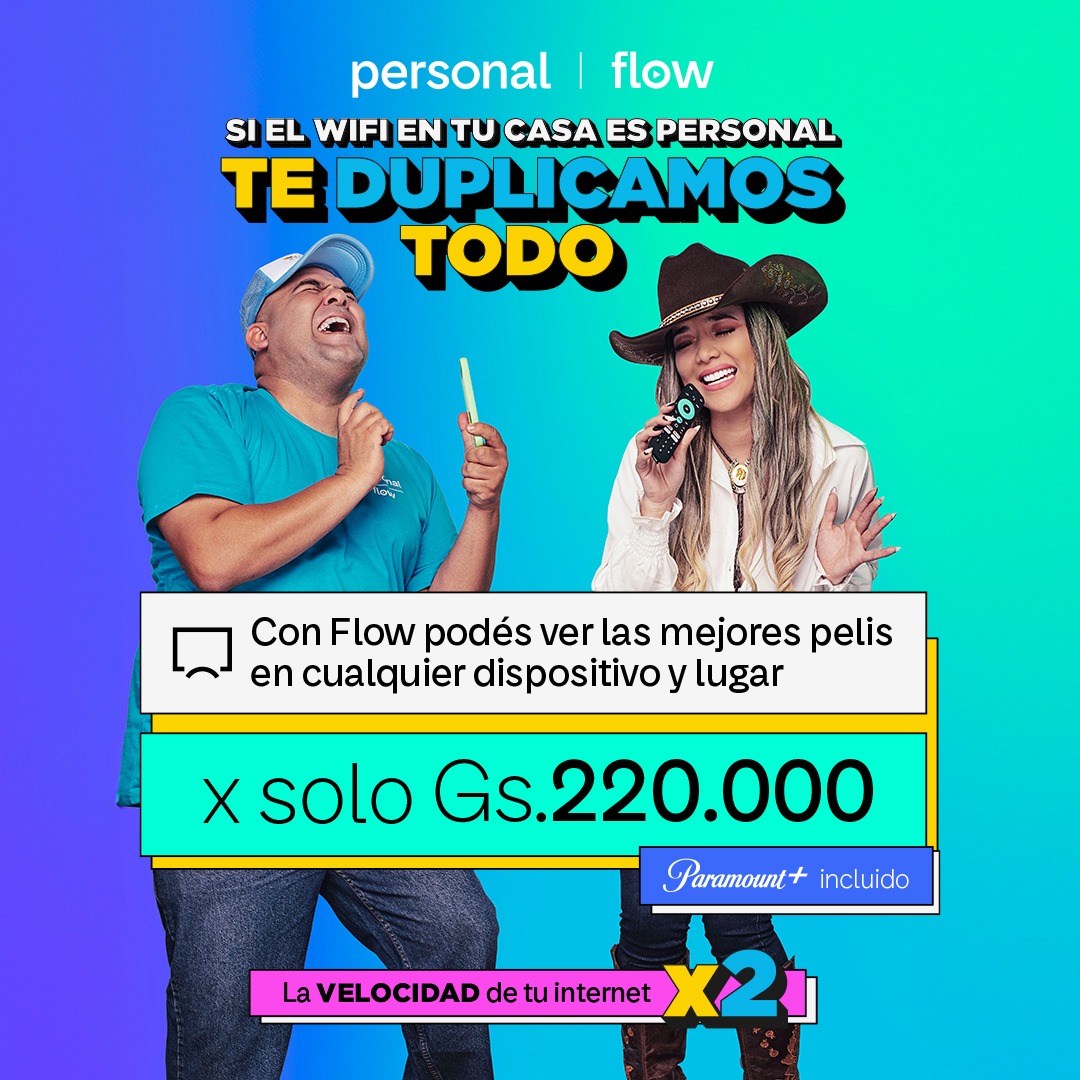 personal | flow
SI EL WIFI EN TU CASA ES PERSONAL
TE DUPLICAMOS
TODO
flow
Con Flow podés ver las mejores pelis
en cualquier dispositivo y lugar
x solo Gs.220.000
Paramount+ incluido
La VELOCIDAD de tu internet x2